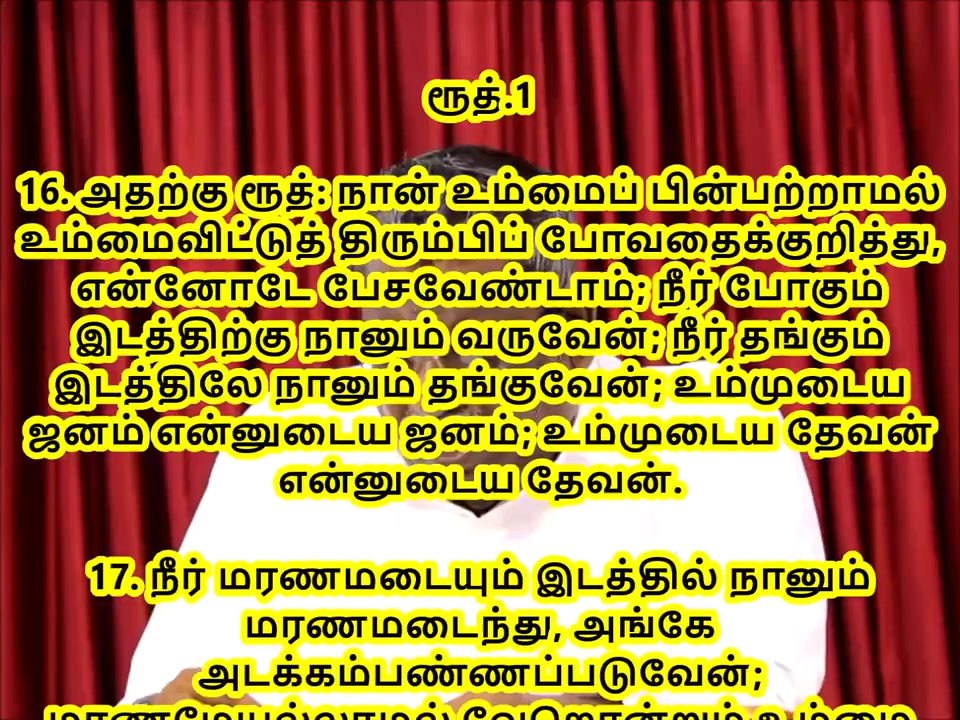 ரூத்.1
16. அதற்கு ரூத்: நான் உம்மைப் பின்பற்றாமல்
உம்மைவிட்டுத் திரும்பிப் போவதைக்குறித்து,
என்னோடே பேசவேண்டாம்; நீர் போகும்
இடத்திற்கு நானும் வருவேன்; நீர் தங்கும்
இடத்திலே நானும் தங்குவேன்; உம்முடைய
ஜனம் என்னுடைய ஜனம்; உம்முடைய தேவன்
என்னுடைய தேவன்.
17. நீர் மரணமடையும் இடத்தில் நானும்
மரணமடைந்து, அங்கே
அடக்கம்பண்ணப்படுவேன்;